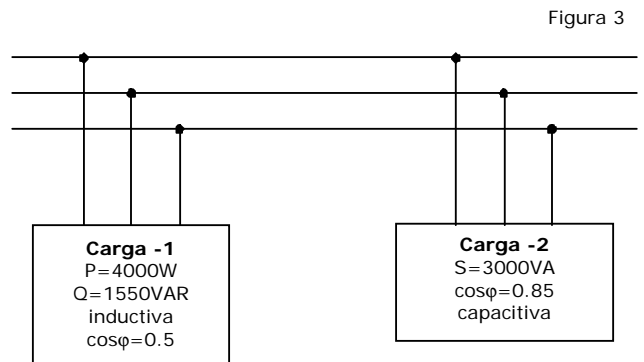 Figura 3
Carga -1
P=4000W
Q=1550VAR
inductiva
cosφ=0.5
Carga -2
S=3000VA
cosφ=0.85
capacitiva